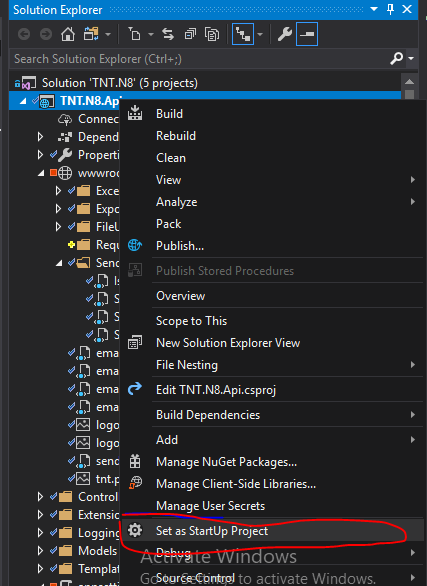 Solution Explorer
Search Solution Explorer (Ctrl+;)
Solution 'TNT.N8' (5 projects)
TNT.N8.Api
Connec
Depend
Properti
wwwroo
Exce
Expo
FileU
Requ
Send
Is
S
S
S
ema
ema
ema
ema
logo
logo
send
tnt.p
Control
Extensio
Logging
Models
Templat
appsetti
Build
Rebuild
Clean
View
Analyze
Pack
Publish...
Publish Stored Procedures
Overview
Scope to This
New Solution Explorer View
File Nesting
Edit TNT.N8.Api.csproj
Build Dependencies
Add
Manage NuGet Packages...
Manage Client-Side Libraries...
Manage User Secrets
Set as StartUp Project
Debug
Source Control
Activate Windows
Go to Settings to activate Windows.